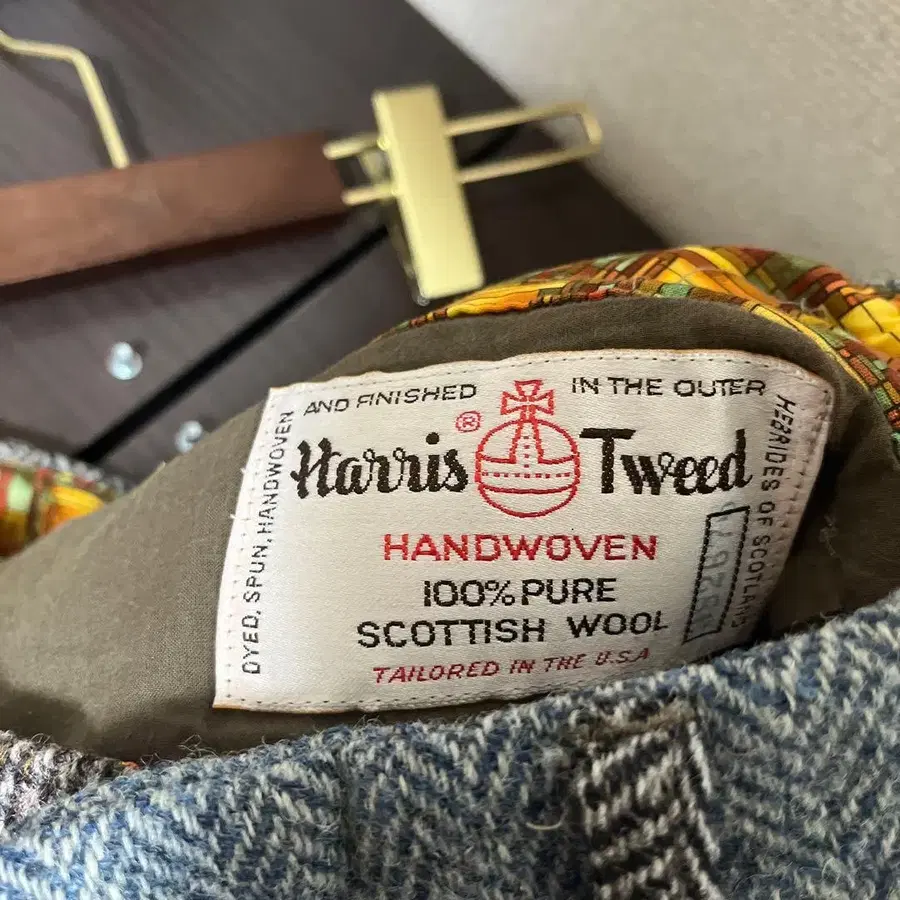 DYED, SPUN, HANDWOVEN
AND FINISHED
IN THE OUTER
HEBRIDES OF SCOTLAND
Harris ® Tweed
HANDWOVEN
100% PURE
SCOTTISH WOOL
TAILORED IN THE U.S.A